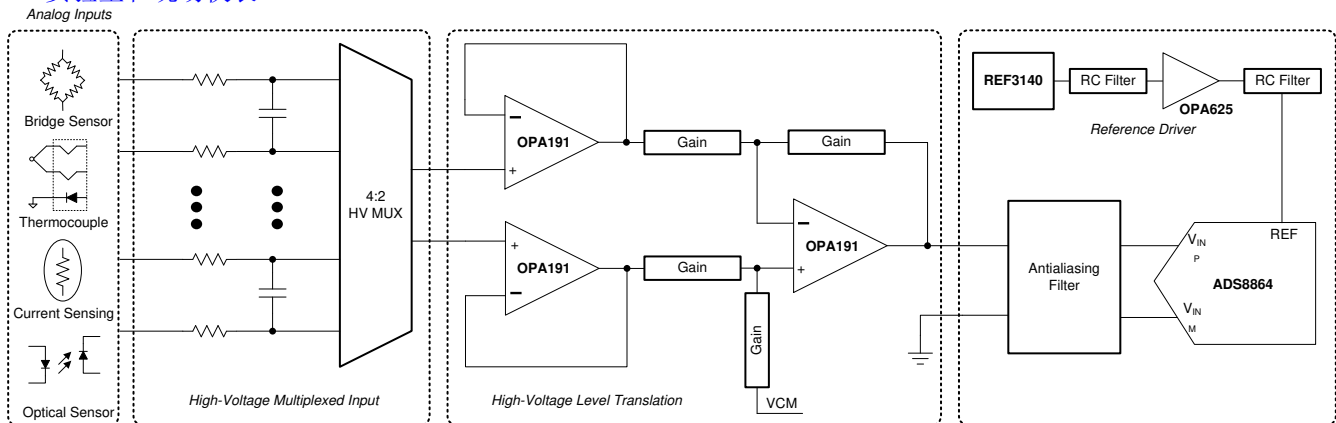 Analog Inputs
Bridge Sensor
Thermocouple
Current Sensing
Optical Sensor
4:2
HV MUX
High-Voltage Multiplexed Input
OPA191
+
Gain
Gain
+
OPA191
Gain
+
OPA191
Gain
VCM
High-Voltage Level Translation
REF3140
RC Filter
OPA625
RC Filter
Reference Driver
Antialiasing
Filter
VIN
P
REF
ADS8864
VIN
M